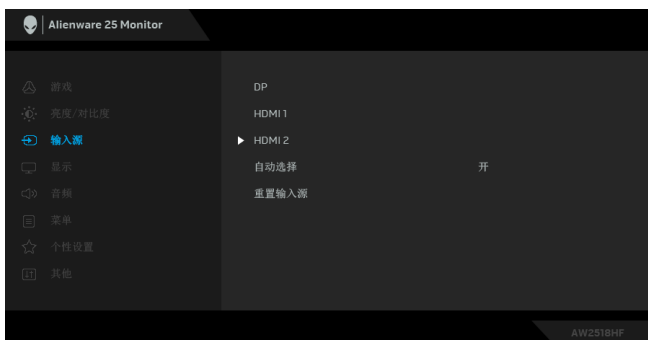 Alienware 25 Monitor
游戏
亮度/对比度
输入源
显示
音频
菜单
个性设置
其他
DP
HDMI 1
HDMI 2
自动选择 开
重置输入源
AW2518HF